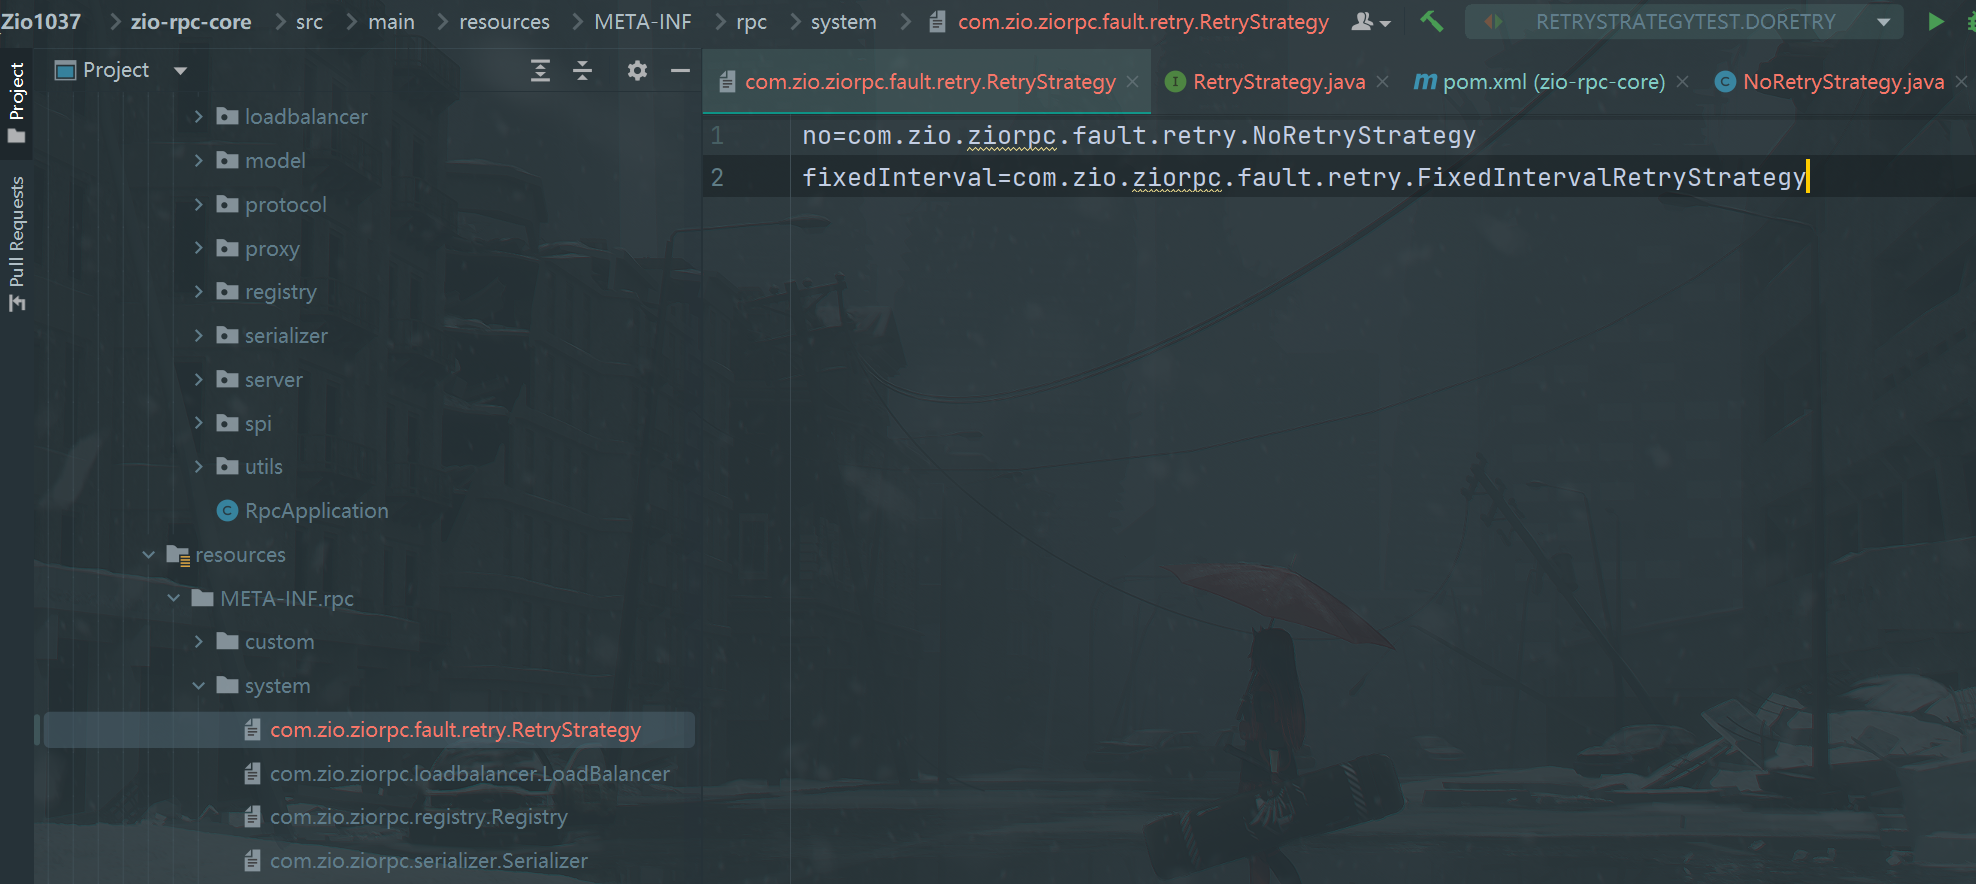 Zio1037 zio-rpc-core src main resources META-INF rpc system com.zio.ziorpc.fault.retry.RetryStrategy RETRYSTRATEGYTEST.DORETRY
Project
Pull Requests
Project
loadbalancer
model
protocol
proxy
registry
serializer
server
spi
utils
RpcApplication
resources
META-INF.rpc
custom
system
com.zio.ziorpc.fault.retry.RetryStrategy
com.zio.ziorpc.loadbalancer.LoadBalancer
com.zio.ziorpc.registry.Registry
com.zio.ziorpc.serializer.Serializer
com.zio.ziorpc.fault.retry.RetryStrategy RetryStrategy.java pom.xml (zio-rpc-core) NoRetryStrategy.java
1 no=com.zio.ziorpc.fault.retry.NoRetryStrategy
2 fixedInterval=com.zio.ziorpc.fault.retry.FixedIntervalRetryStrategy